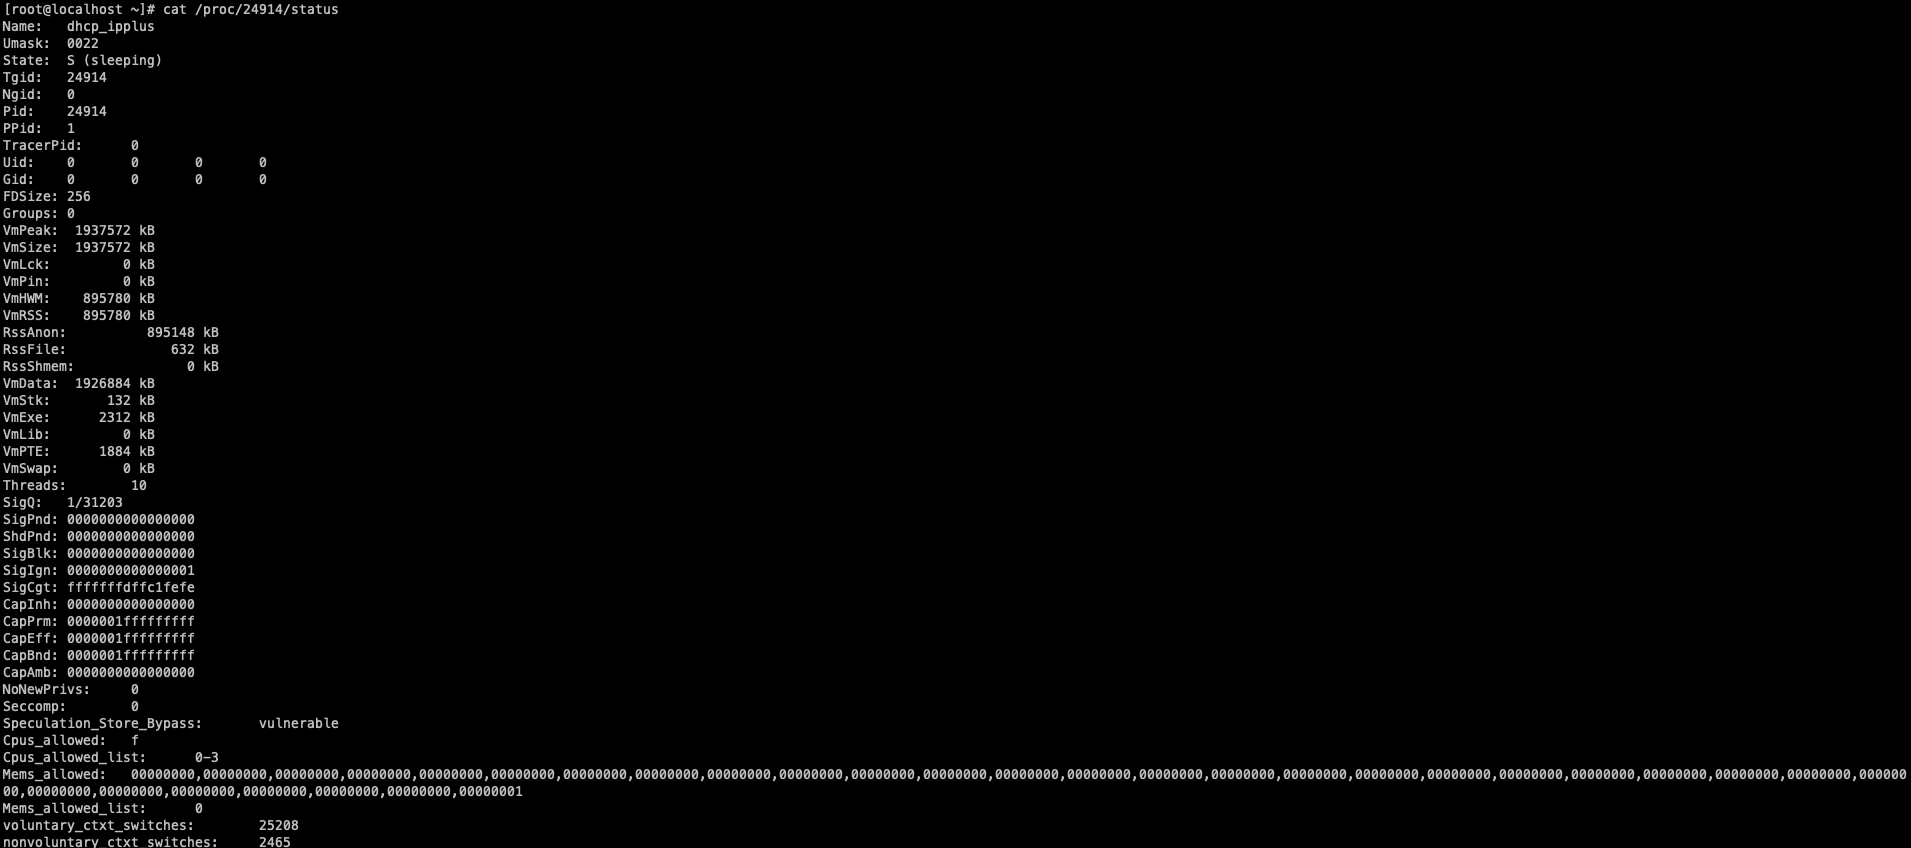 [root@localhost ~]# cat /proc/24914/status
Name:   dhcp_ipplus
Umask:  0022
State:  S (sleeping)
Tgid:   24914
Ngid:   0
Pid:    24914
PPid:   1
TracerPid:      0
Uid:    0       0       0       0
Gid:    0       0       0       0
FDSize: 256
Groups: 0
VmPeak:  1937572 kB
VmSize:  1937572 kB
VmLck:         0 kB
VmPin:         0 kB
VmHWM:    895780 kB
VmRSS:    895780 kB
RssAnon:          895148 kB
RssFile:             632 kB
RssShmem:              0 kB
VmData:  1926884 kB
VmStk:       132 kB
VmExe:      2312 kB
VmLib:         0 kB
VmPTE:      1884 kB
VmSwap:        0 kB
Threads:        10
SigQ:   1/31203
SigPnd: 0000000000000000
ShdPnd: 0000000000000000
SigBlk: 0000000000000000
SigIgn: 0000000000000001
SigCgt: fffffffdffc1fefe
CapInh: 0000000000000000
CapPrm: 0000001fffffffff
CapEff: 0000001fffffffff
CapBnd: 0000001fffffffff
CapAmb: 0000000000000000
NoNewPrivs:     0
Seccomp:        0
Speculation_Store_Bypass:       vulnerable
Cpus_allowed:   f
Cpus_allowed_list:      0-3
Mems_allowed:   00000000,00000000,00000000,00000000,00000000,00000000,00000000,00000000,00000000,00000000,00000000,00000000,00000000,00000000,00000000,00000000,00000000,00000000,00000000,00000000,00000000,00000000,00000000,00000000,000000
00,00000000,00000000,00000000,00000000,00000000,00000000,00000001
Mems_allowed_list:      0
voluntary_ctxt_switches:        25208
nonvoluntary_ctxt_switches:     2465